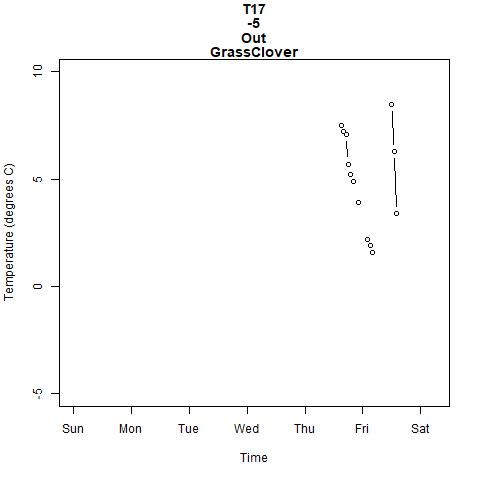 T17
-5
Out
GrassClover
10
5
0
-5
Temperature (degrees C)
Sun Mon Tue Wed Thu Fri Sat
Time